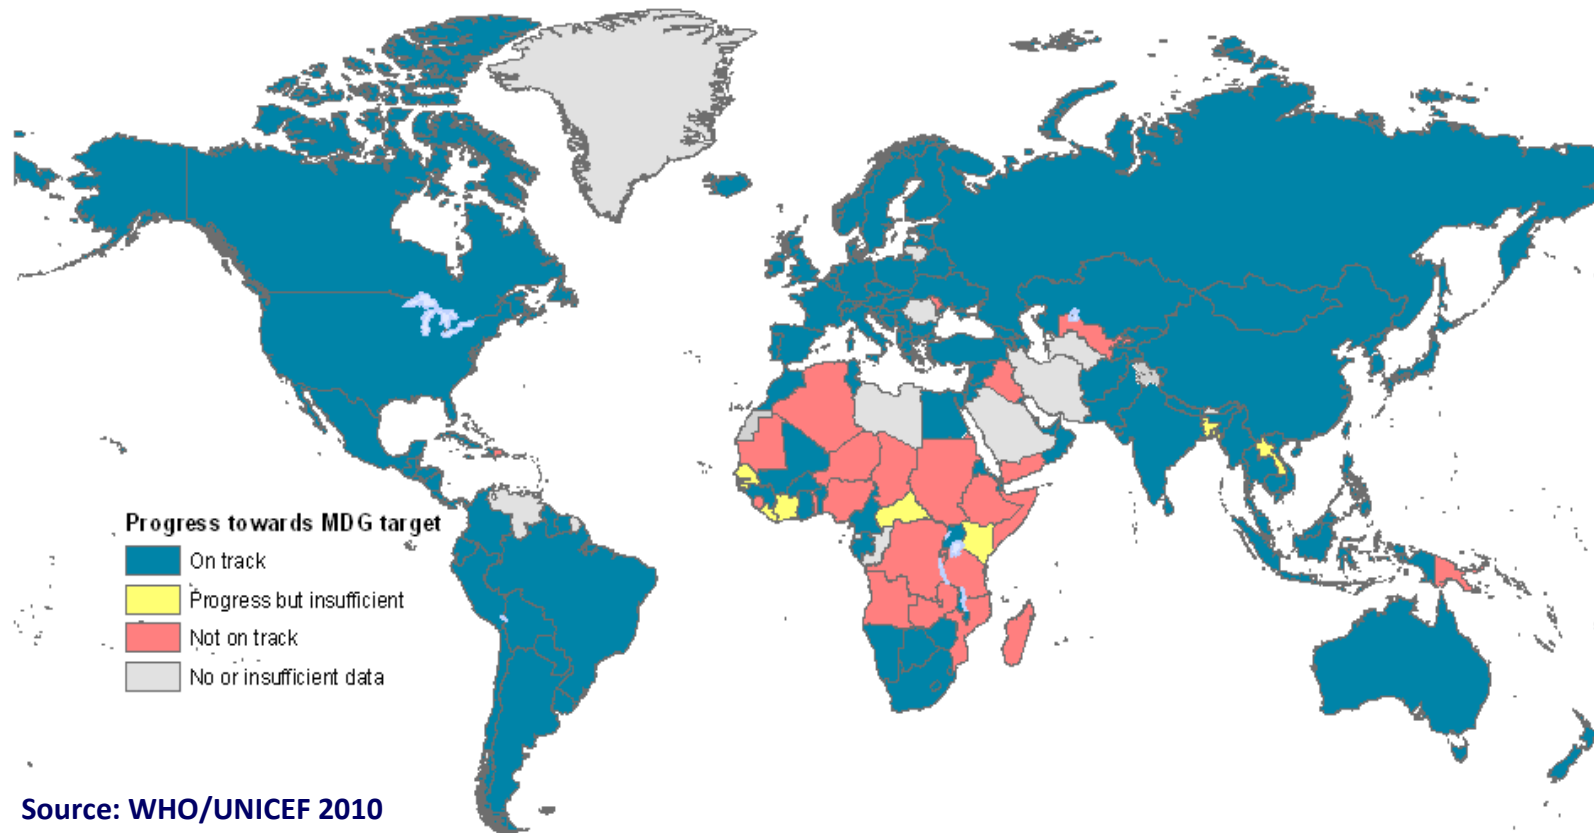 Progress towards MDG target
On track
Progress but insufficient
Not on track
No or insufficient data
Source: WHO/UNICEF 2010